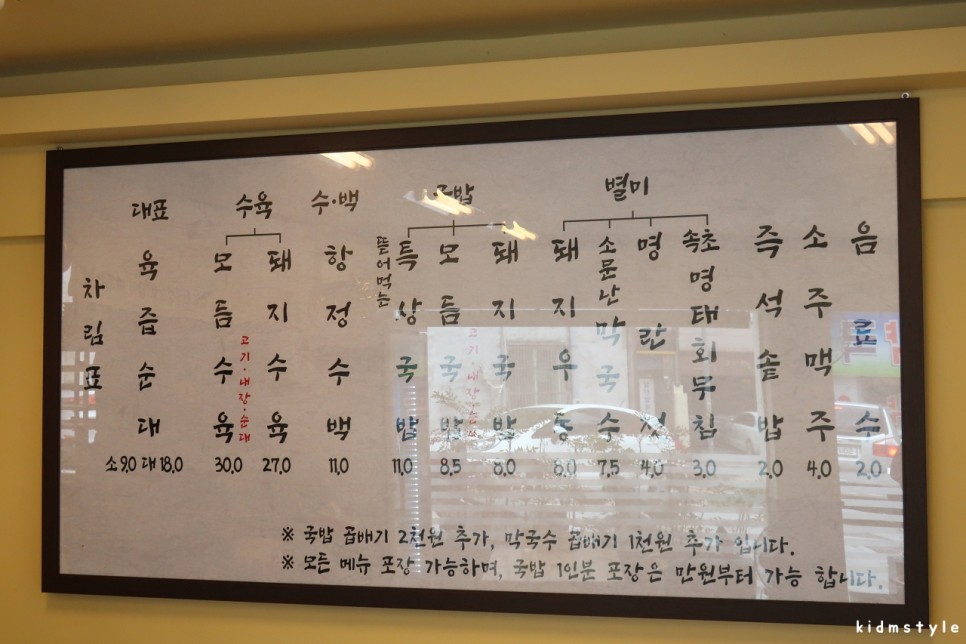 차림표
대표
육즙순대
소 9.0 대 18.0
수육
모듬수육
고기·내장·순대
30.0
돼지수육
27.0
수·백
항정수백
11.0
국밥
뜯어먹는
특상국밥
11.0
모듬국밥
고기·내장·순대
8.5
돼지국밥
8.0
별미
돼지우동
8.0
소문난막국수
7.5
명란젓
4.0
속초명태회무침
3.0
즉석솥밥
2.0
소주맥주
4.0
음료수
2.0
※ 국밥 곱배기 2천원 추가, 막국수 곱배기 1천원 추가 입니다.
※ 모든 메뉴 포장 가능하며, 국밥 1인분 포장은 만원부터 가능 합니다.
kidmstyle